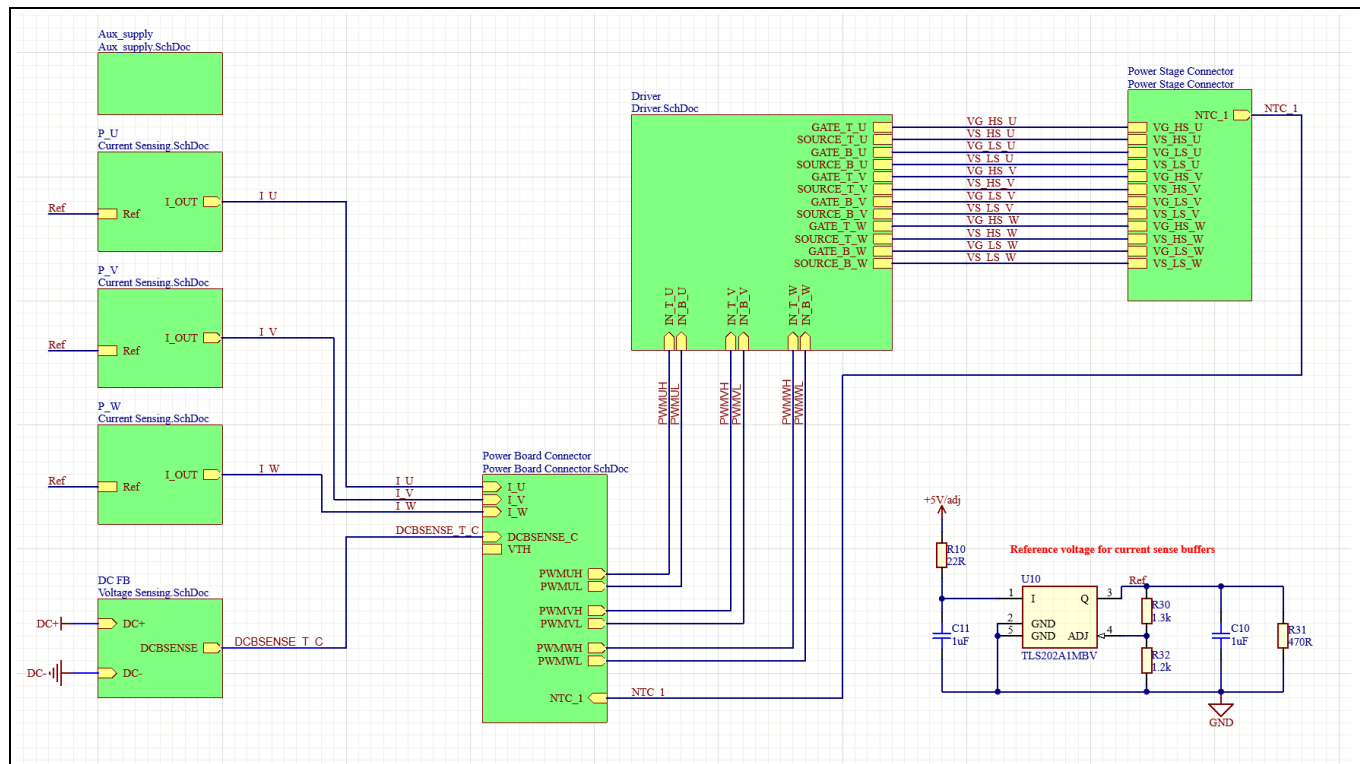 Aux_supply
Aux_supply.SchDoc
P_U
Current Sensing.SchDoc
I_OUT
I_U
Ref
Ref
P_V
Current Sensing.SchDoc
I_OUT
I_V
Ref
Ref
P_W
Current Sensing.SchDoc
I_OUT
I_W
Ref
Ref
DC FB
Voltage Sensing.SchDoc
DC+
DC+
DCBSENSE
DCBSENSE_T_C
DC-
DC-
Power Board Connector
Power Board Connector.SchDoc
I_U
I_U
I_V
I_V
I_W
I_W
DCBSENSE_T_C
DCBSENSE_C
VTH
PWMUH
PWMUL
PWMVH
PWMVL
PWMWH
PWMWL
NTC_1
NTC_1
Driver
Driver.SchDoc
GATE_T_U
SOURCE_T_U
GATE_B_U
SOURCE_B_U
GATE_T_V
SOURCE_T_V
GATE_B_V
SOURCE_B_V
GATE_T_W
SOURCE_T_W
GATE_B_W
SOURCE_B_W
IN_T_U
IN_B_U
IN_T_V
IN_B_V
IN_T_W
IN_B_W
PWMUH
PWMUL
PWMVH
PWMVL
PWMWH
PWMWL
VG_HS_U
VS_HS_U
VG_LS_U
VS_LS_U
VG_HS_V
VS_HS_V
VG_LS_V
VS_LS_V
VG_HS_W
VS_HS_W
VG_LS_W
VS_LS_W
Power Stage Connector
Power Stage Connector
NTC_1
NTC_1
VG_HS_U
VS_HS_U
VG_LS_U
VS_LS_U
VG_HS_V
VS_HS_V
VG_LS_V
VS_LS_V
VG_HS_W
VS_HS_W
VG_LS_W
VS_LS_W
+5V/adj
R10
22R
Reference voltage for current sense buffers
U10
1
I
Q
3
Ref
2
GND
5
GND
ADJ
4
TLS202A1MBV
C11
1uF
R30
1.3k
R32
1.2k
C10
1uF
R31
470R
GND